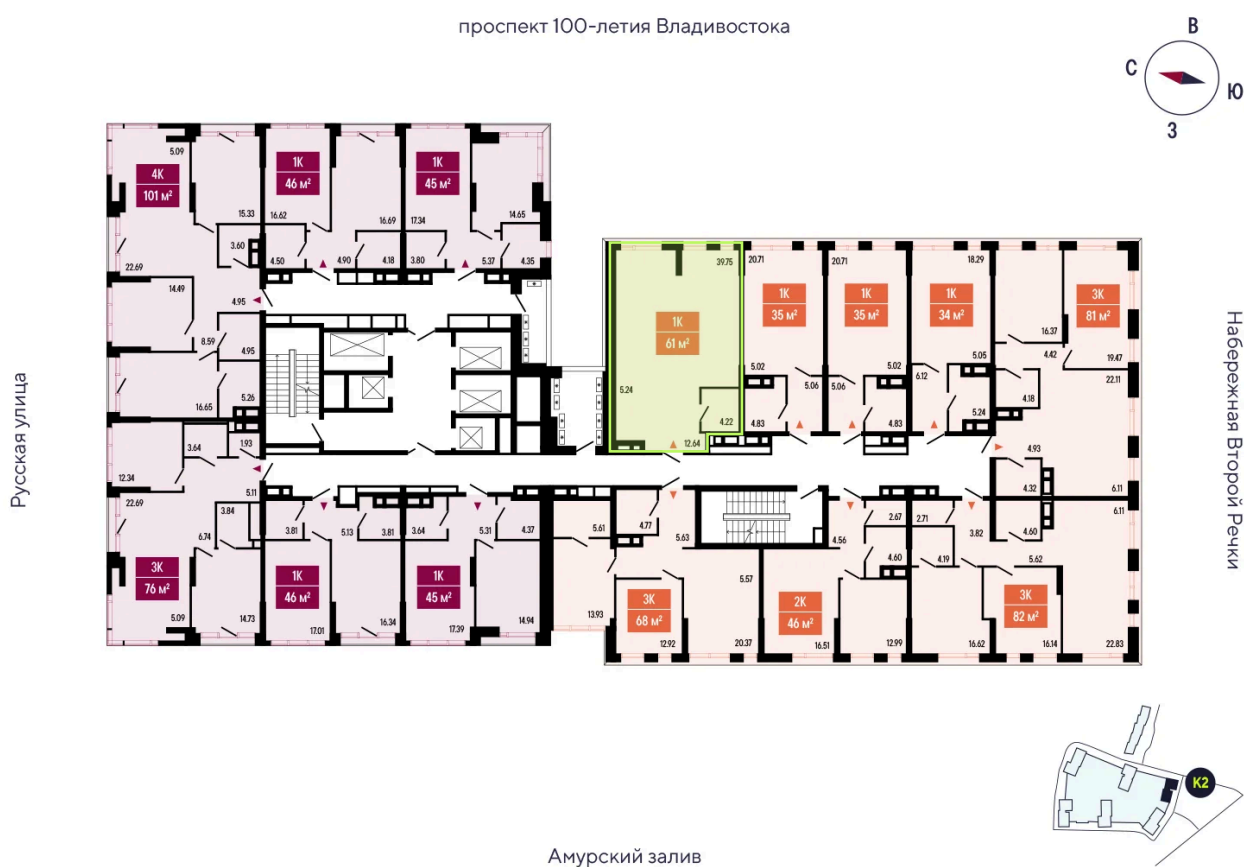 проспект 100-летия Владивостока
В
С
Ю
З
Русская улица
Набережная Второй Речки
Амурский залив
К2
4К
101 м²
5.09
15.33
3.60
22.69
14.49
4.95
8.59
4.95
16.65
5.26
1К
46 м²
16.62
16.69
4.50
4.90
4.18
1К
45 м²
17.34
14.65
3.80
5.37
4.35
3.64
1.93
12.34
5.11
22.69
3.84
6.74
3К
76 м²
5.09
14.73
3.81
5.13
3.81
1К
46 м²
17.01
16.34
3.64
5.31
4.37
1К
45 м²
17.39
14.94
39.75
1К
61 м²
5.24
4.22
12.64
20.71
1К
35 м²
5.02
5.06
4.83
20.71
1К
35 м²
5.02
5.06
4.83
18.29
1К
34 м²
5.05
6.12
5.24
3К
81 м²
16.37
4.42
19.47
22.11
4.18
4.93
4.32
6.11
5.61
4.77
5.63
5.57
3К
68 м²
13.93
12.92
20.37
2.67
4.56
4.60
2К
46 м²
16.51
12.99
2.71
3.82
4.60
6.11
4.19
5.62
3К
82 м²
16.62
16.14
22.83